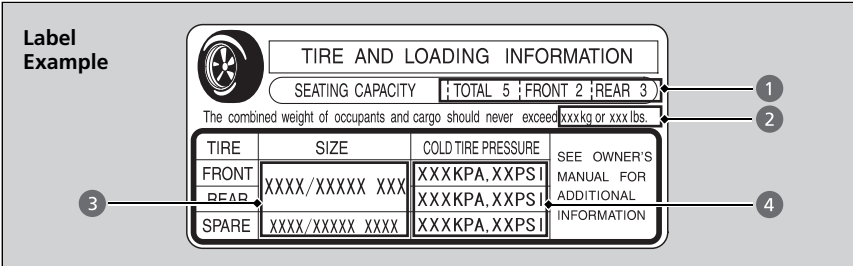 Label
Example
TIRE AND LOADING INFORMATION
SEATING CAPACITY TOTAL 5 FRONT 2 REAR 3
1
The combined weight of occupants and cargo should never exceed xxxkg or xxx lbs.
2
TIRE SIZE COLD TIRE PRESSURE
SEE OWNER'S
MANUAL FOR
ADDITIONAL
INFORMATION
FRONT XXXX/XXXXX XXX XXXKPA,XXPSI
REAR XXXKPA,XXPSI
3
4
SPARE XXXX/XXXXX XXXX XXXKPA,XXPSI